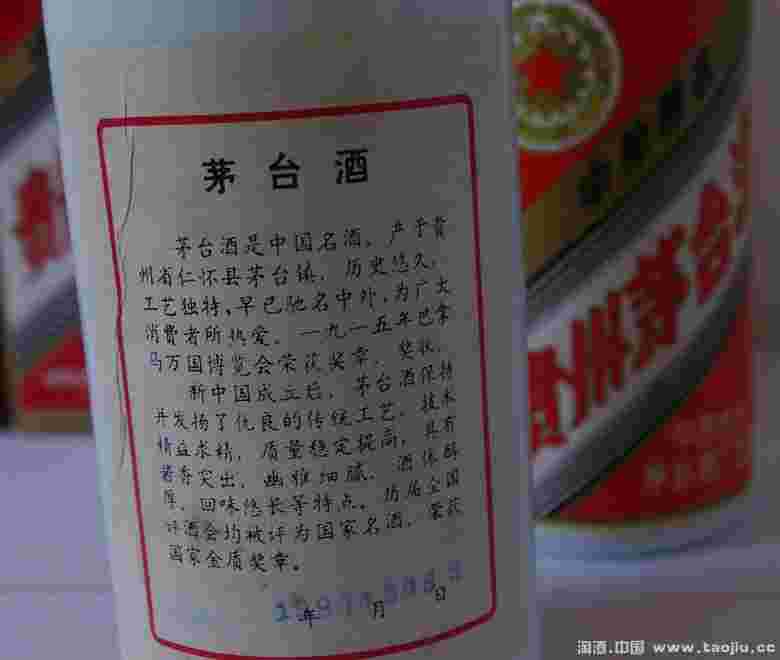 茅台酒
茅台酒是中国名酒。产于贵
州省仁怀县茅台镇，历史悠久，
工艺独特，早已驰名中外，为广大
消费者所热爱。一九一五年巴拿
马万国博览会荣获奖章、奖状。
新中国成立后，茅台酒保持
并发扬了优良的传统工艺，技术
精益求精，质量稳定提高，具有
酱香突出，幽雅细腻，酒体醇
厚，回味悠长等特点。历届全国
评酒会均被评为国家名酒，荣获
国家金质奖章。
年 月 日
贵州茅台
淘酒.中国 www.taojiu.cc